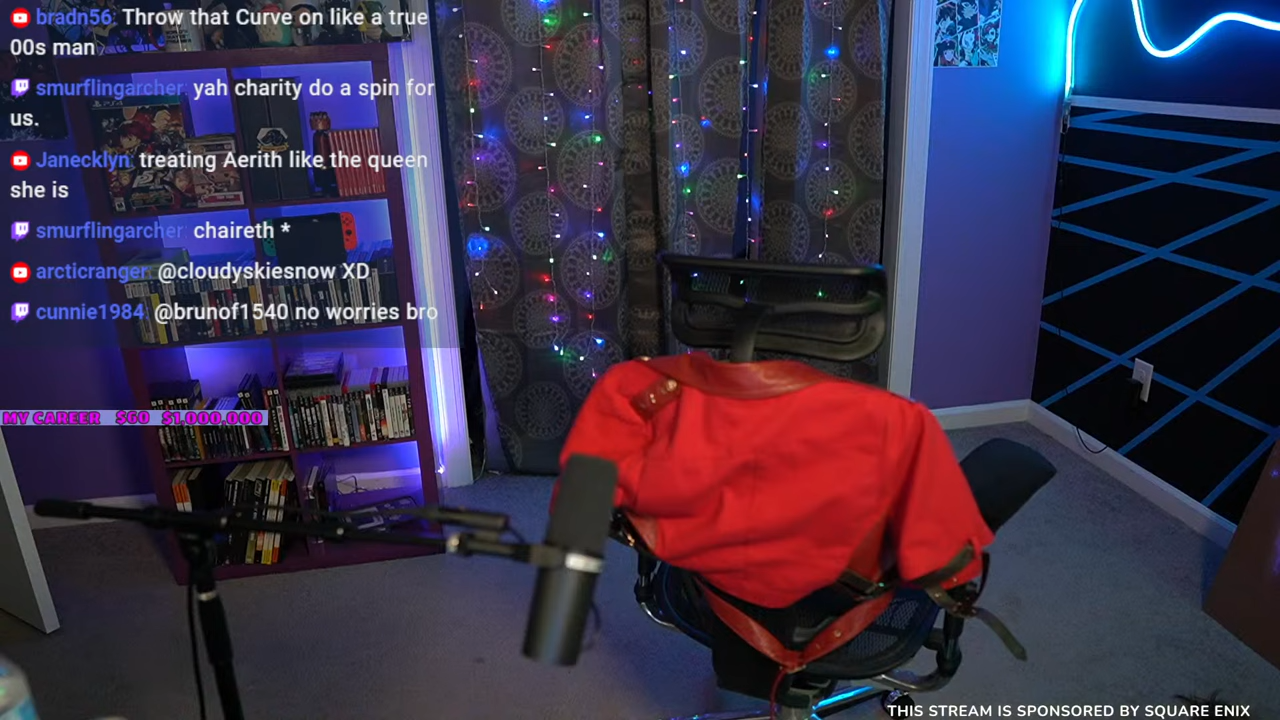 bradn56: Throw that Curve on like a true
00s man
smurflingarcher: yah charity do a spin for
us.
Janecklyn: treating Aerith like the queen
she is
smurflingarcher: chaireth *
arcticranger: @cloudyskiesnow XD
cunnie1984: @brunof1540 no worries bro
MY CAREER $60 $1,000,000
THIS STREAM IS SPONSORED BY SQUARE ENIX